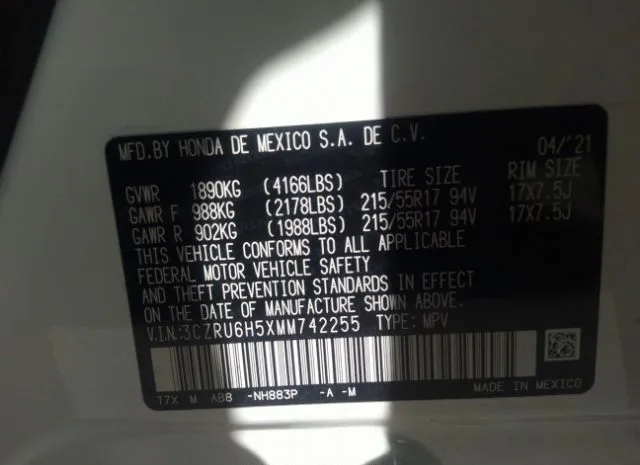 MFD.BY HONDA DE MEXICO S.A. DE C.V. 04/'21
GVWR 1890KG (4166LBS) TIRE SIZE RIM SIZE
GAWR F 988KG (2178LBS) 215/55R17 94V 17X7.5J
GAWR R 902KG (1988LBS) 215/55R17 94V 17X7.5J
THIS VEHICLE CONFORMS TO ALL APPLICABLE
FEDERAL MOTOR VEHICLE SAFETY
AND THEFT PREVENTION STANDARDS IN EFFECT
ON THE DATE OF MANUFACTURE SHOWN ABOVE.
V.I.N:3CZRU6H5XMM742255 TYPE: MPV
T7X M AB8 -NH883P -A -M MADE IN MEXICO